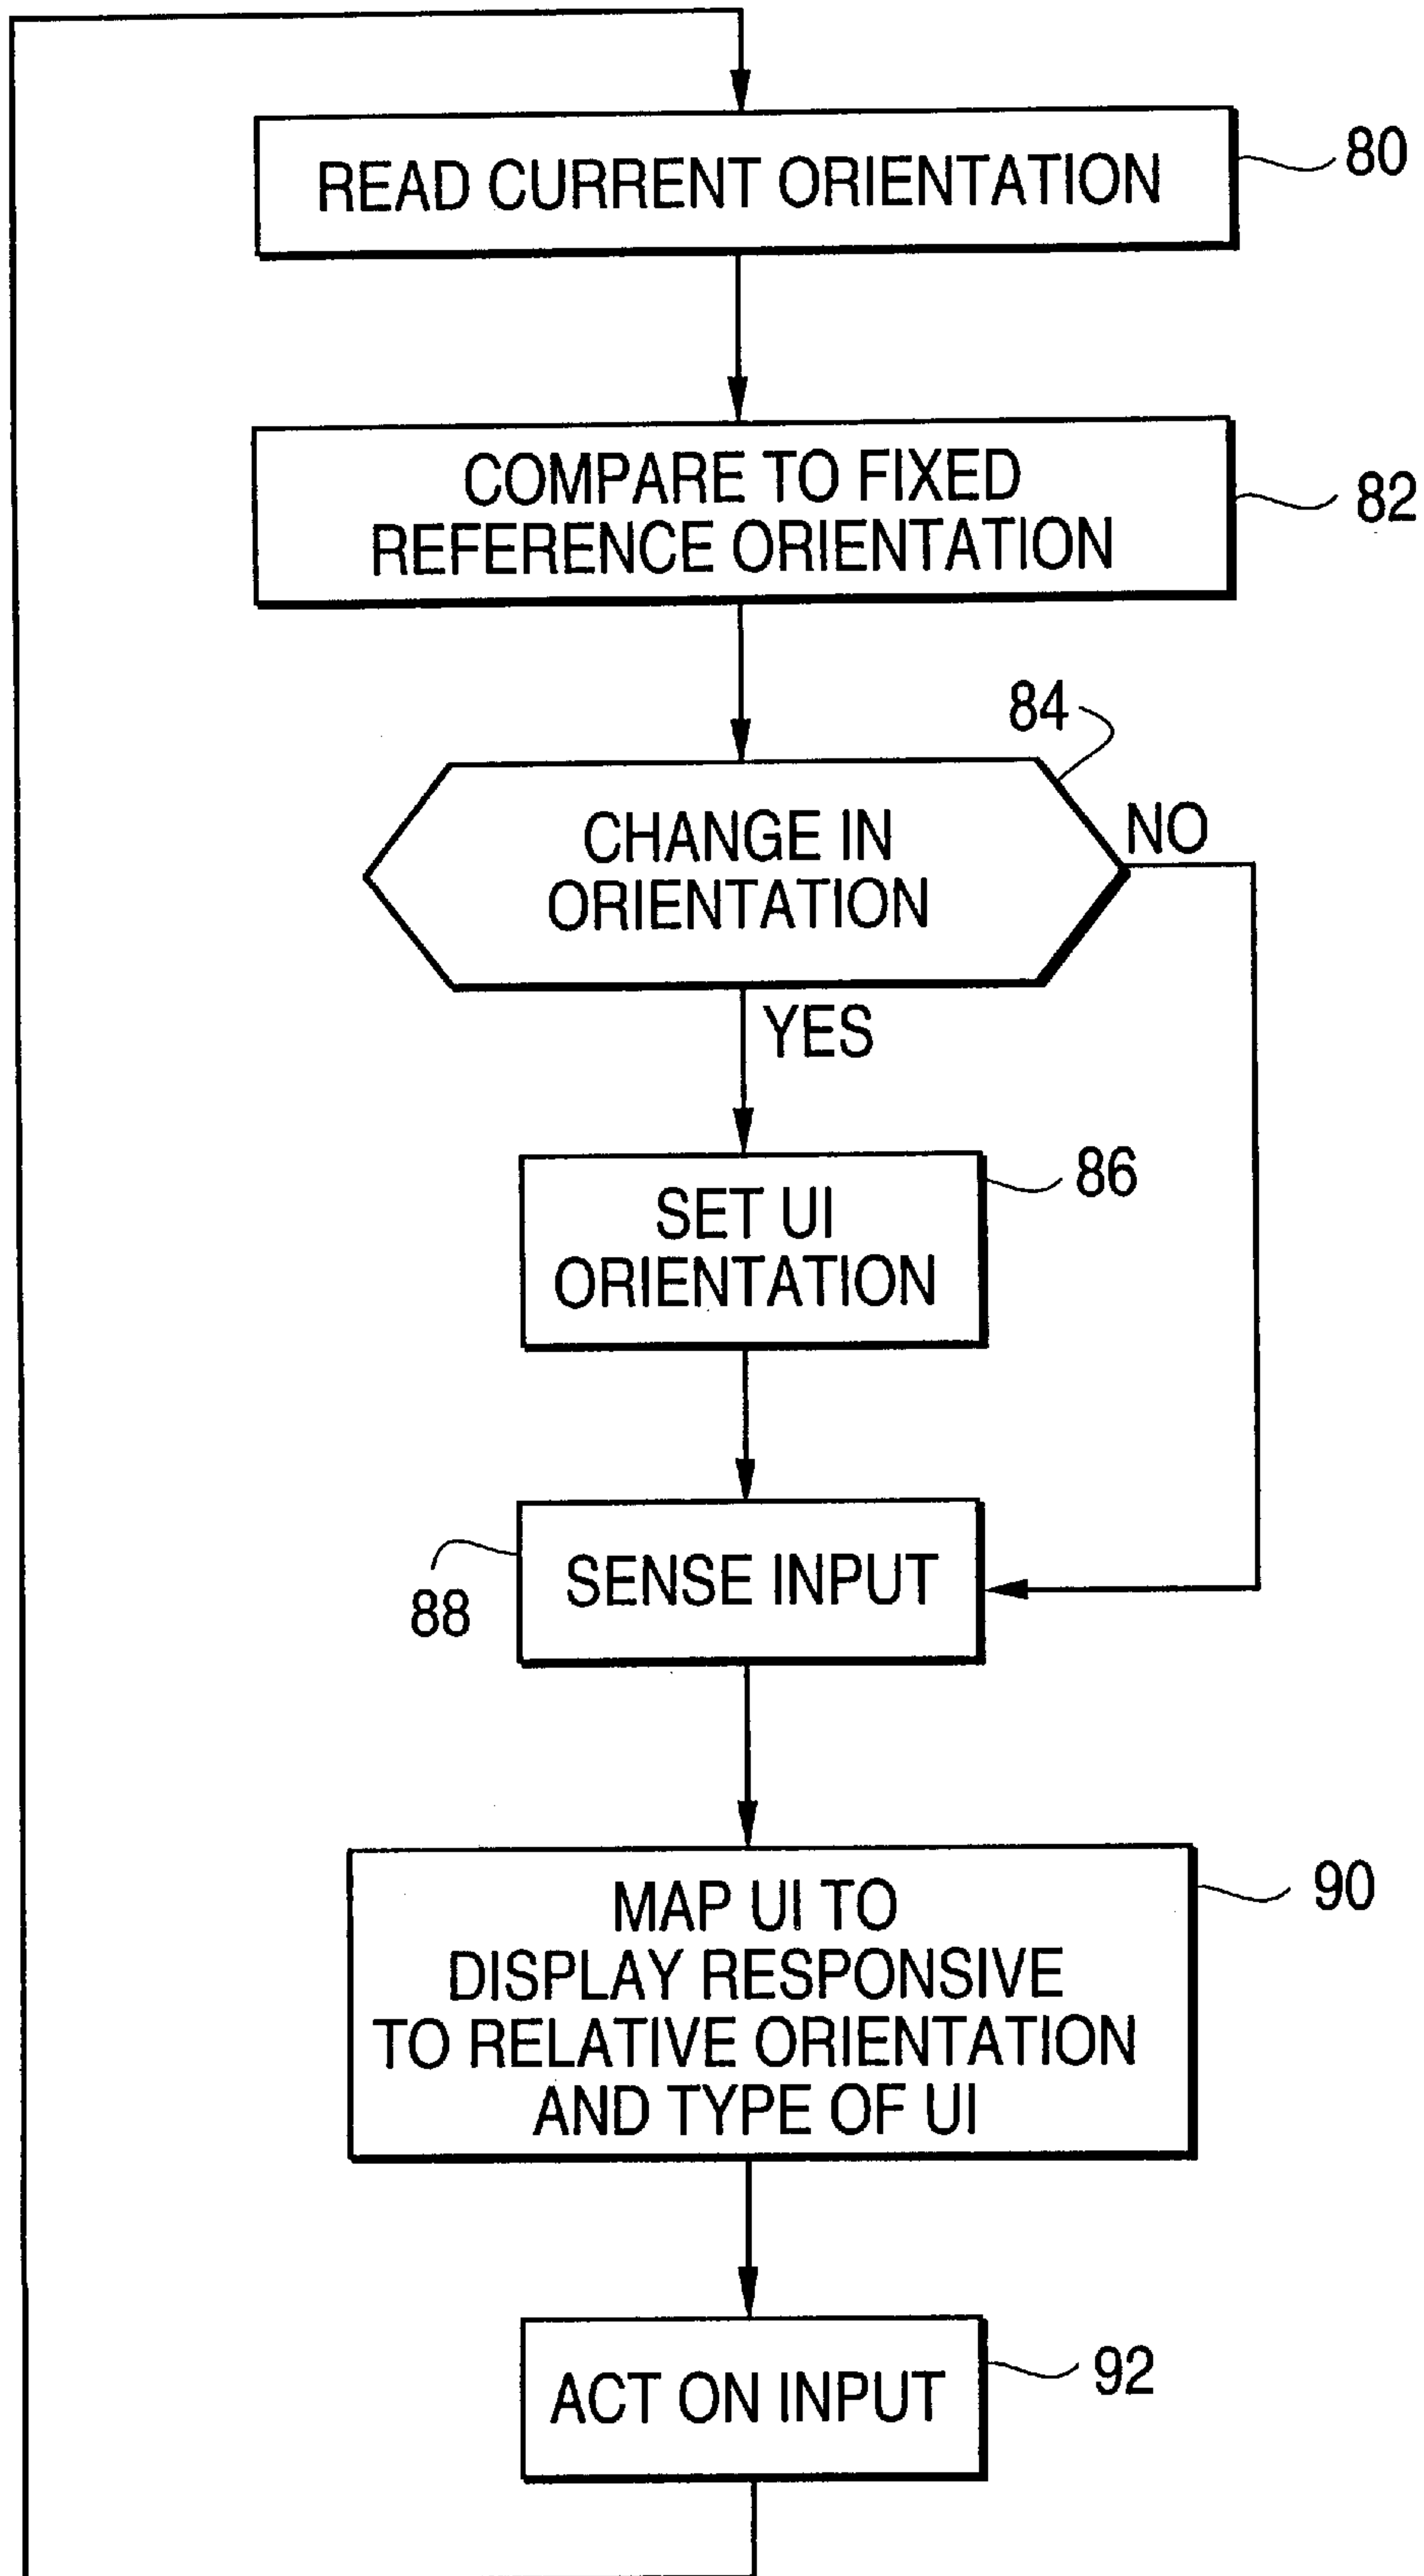 READ CURRENT ORIENTATION
80
COMPARE TO FIXED
REFERENCE ORIENTATION
82
84
CHANGE IN
ORIENTATION
NO
YES
SET UI
ORIENTATION
86
SENSE INPUT
88
MAP UI TO
DISPLAY RESPONSIVE
TO RELATIVE ORIENTATION
AND TYPE OF UI
90
ACT ON INPUT
92